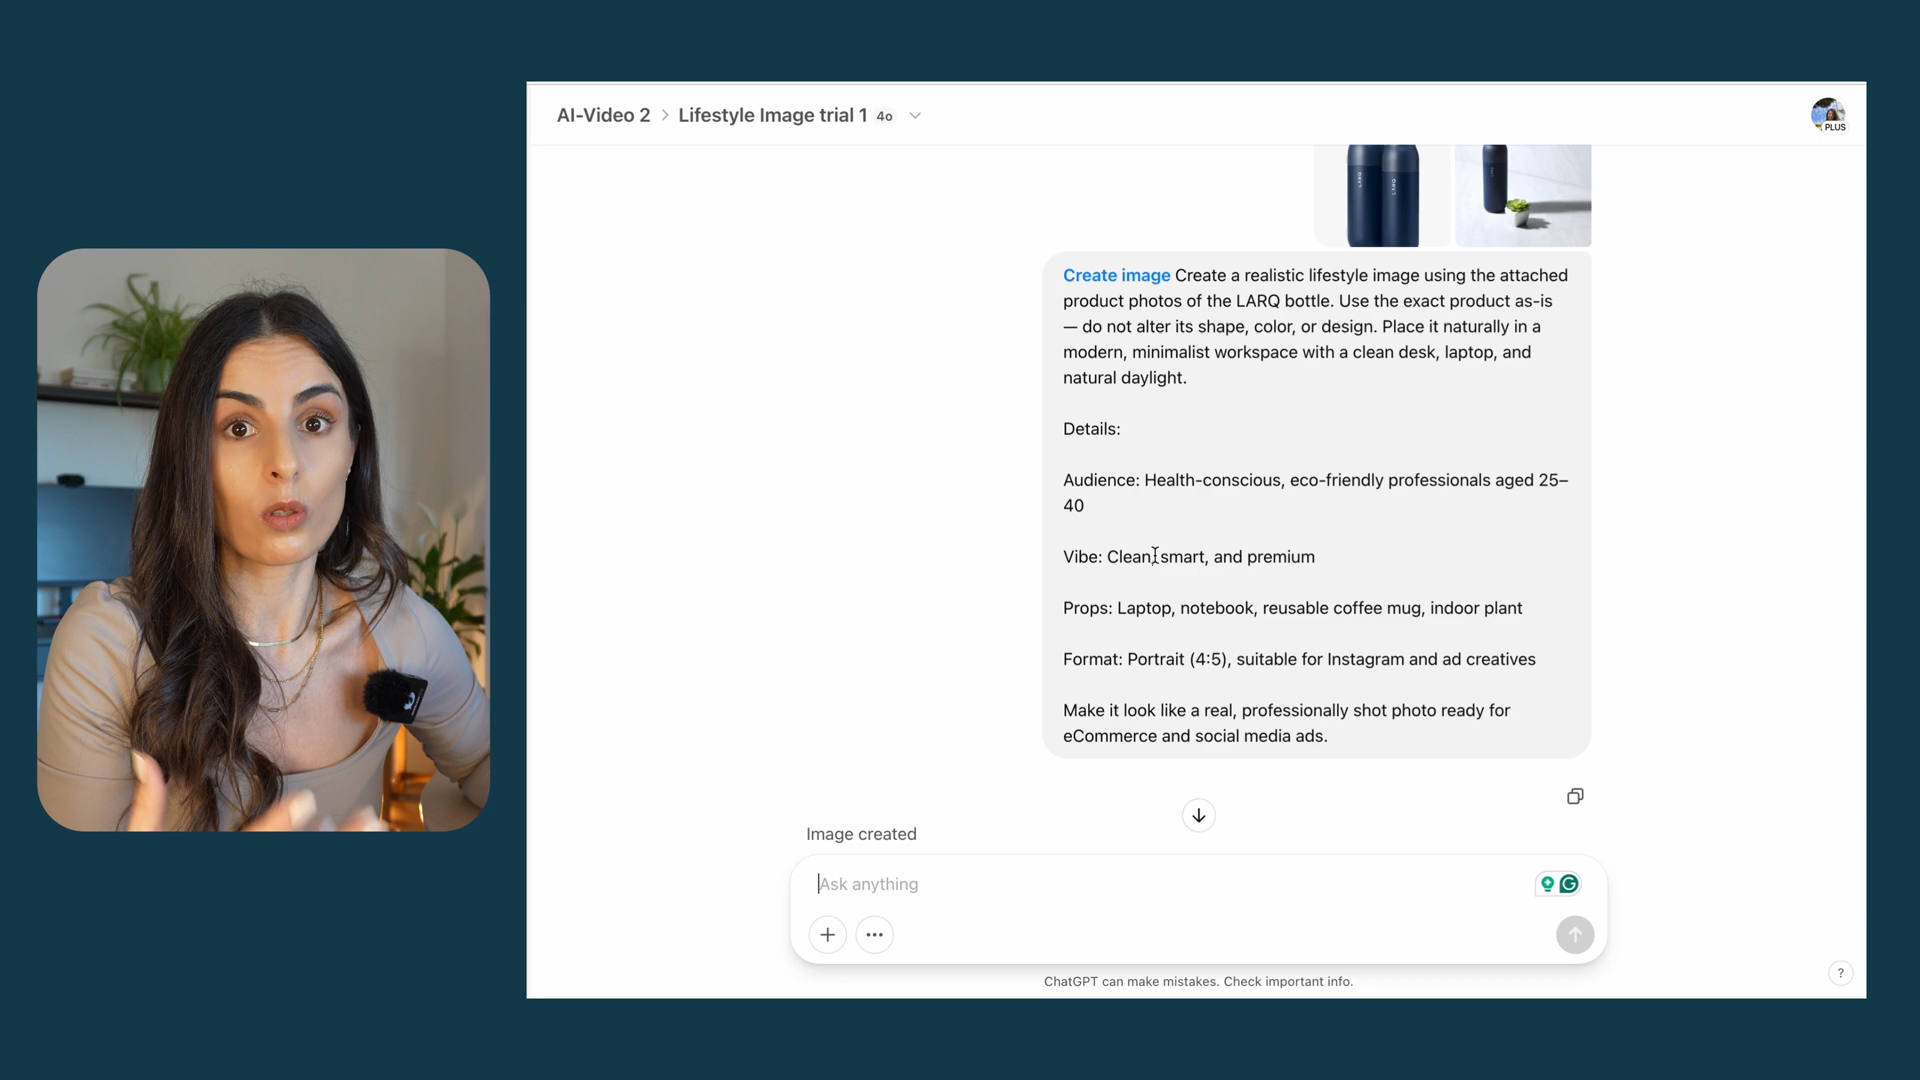 AI-Video 2 > Lifestyle Image trial 1 4o
PLUS
LARQ
Create image Create a realistic lifestyle image using the attached
product photos of the LARQ bottle. Use the exact product as-is
— do not alter its shape, color, or design. Place it naturally in a
modern, minimalist workspace with a clean desk, laptop, and
natural daylight.
Details:
Audience: Health-conscious, eco-friendly professionals aged 25–
40
Vibe: Clean, smart, and premium
Props: Laptop, notebook, reusable coffee mug, indoor plant
Format: Portrait (4:5), suitable for Instagram and ad creatives
Make it look like a real, professionally shot photo ready for
eCommerce and social media ads.
Image created
Ask anything
ChatGPT can make mistakes. Check important info.
?